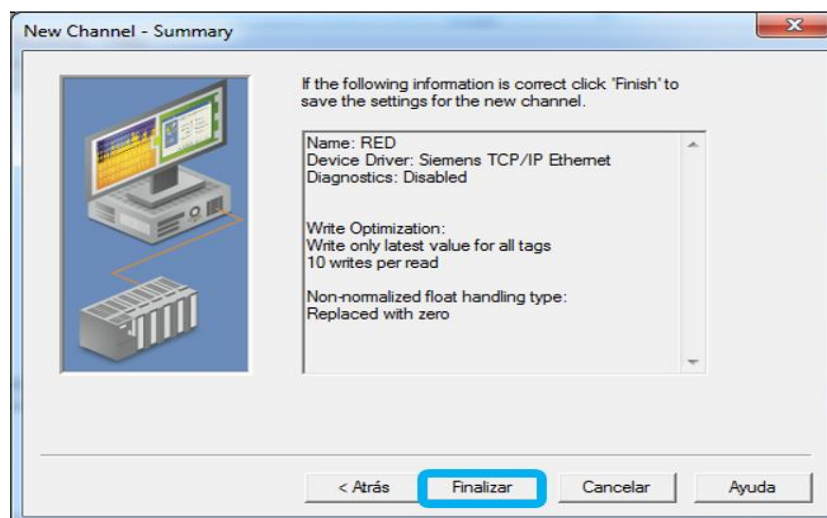 New Channel - Summary
If the following information is correct click 'Finish' to
save the settings for the new channel.
Name: RED
Device Driver: Siemens TCP/IP Ethernet
Diagnostics: Disabled
Write Optimization:
Write only latest value for all tags
10 writes per read
Non-normalized float handling type:
Replaced with zero
< Atrás
Finalizar
Cancelar
Ayuda